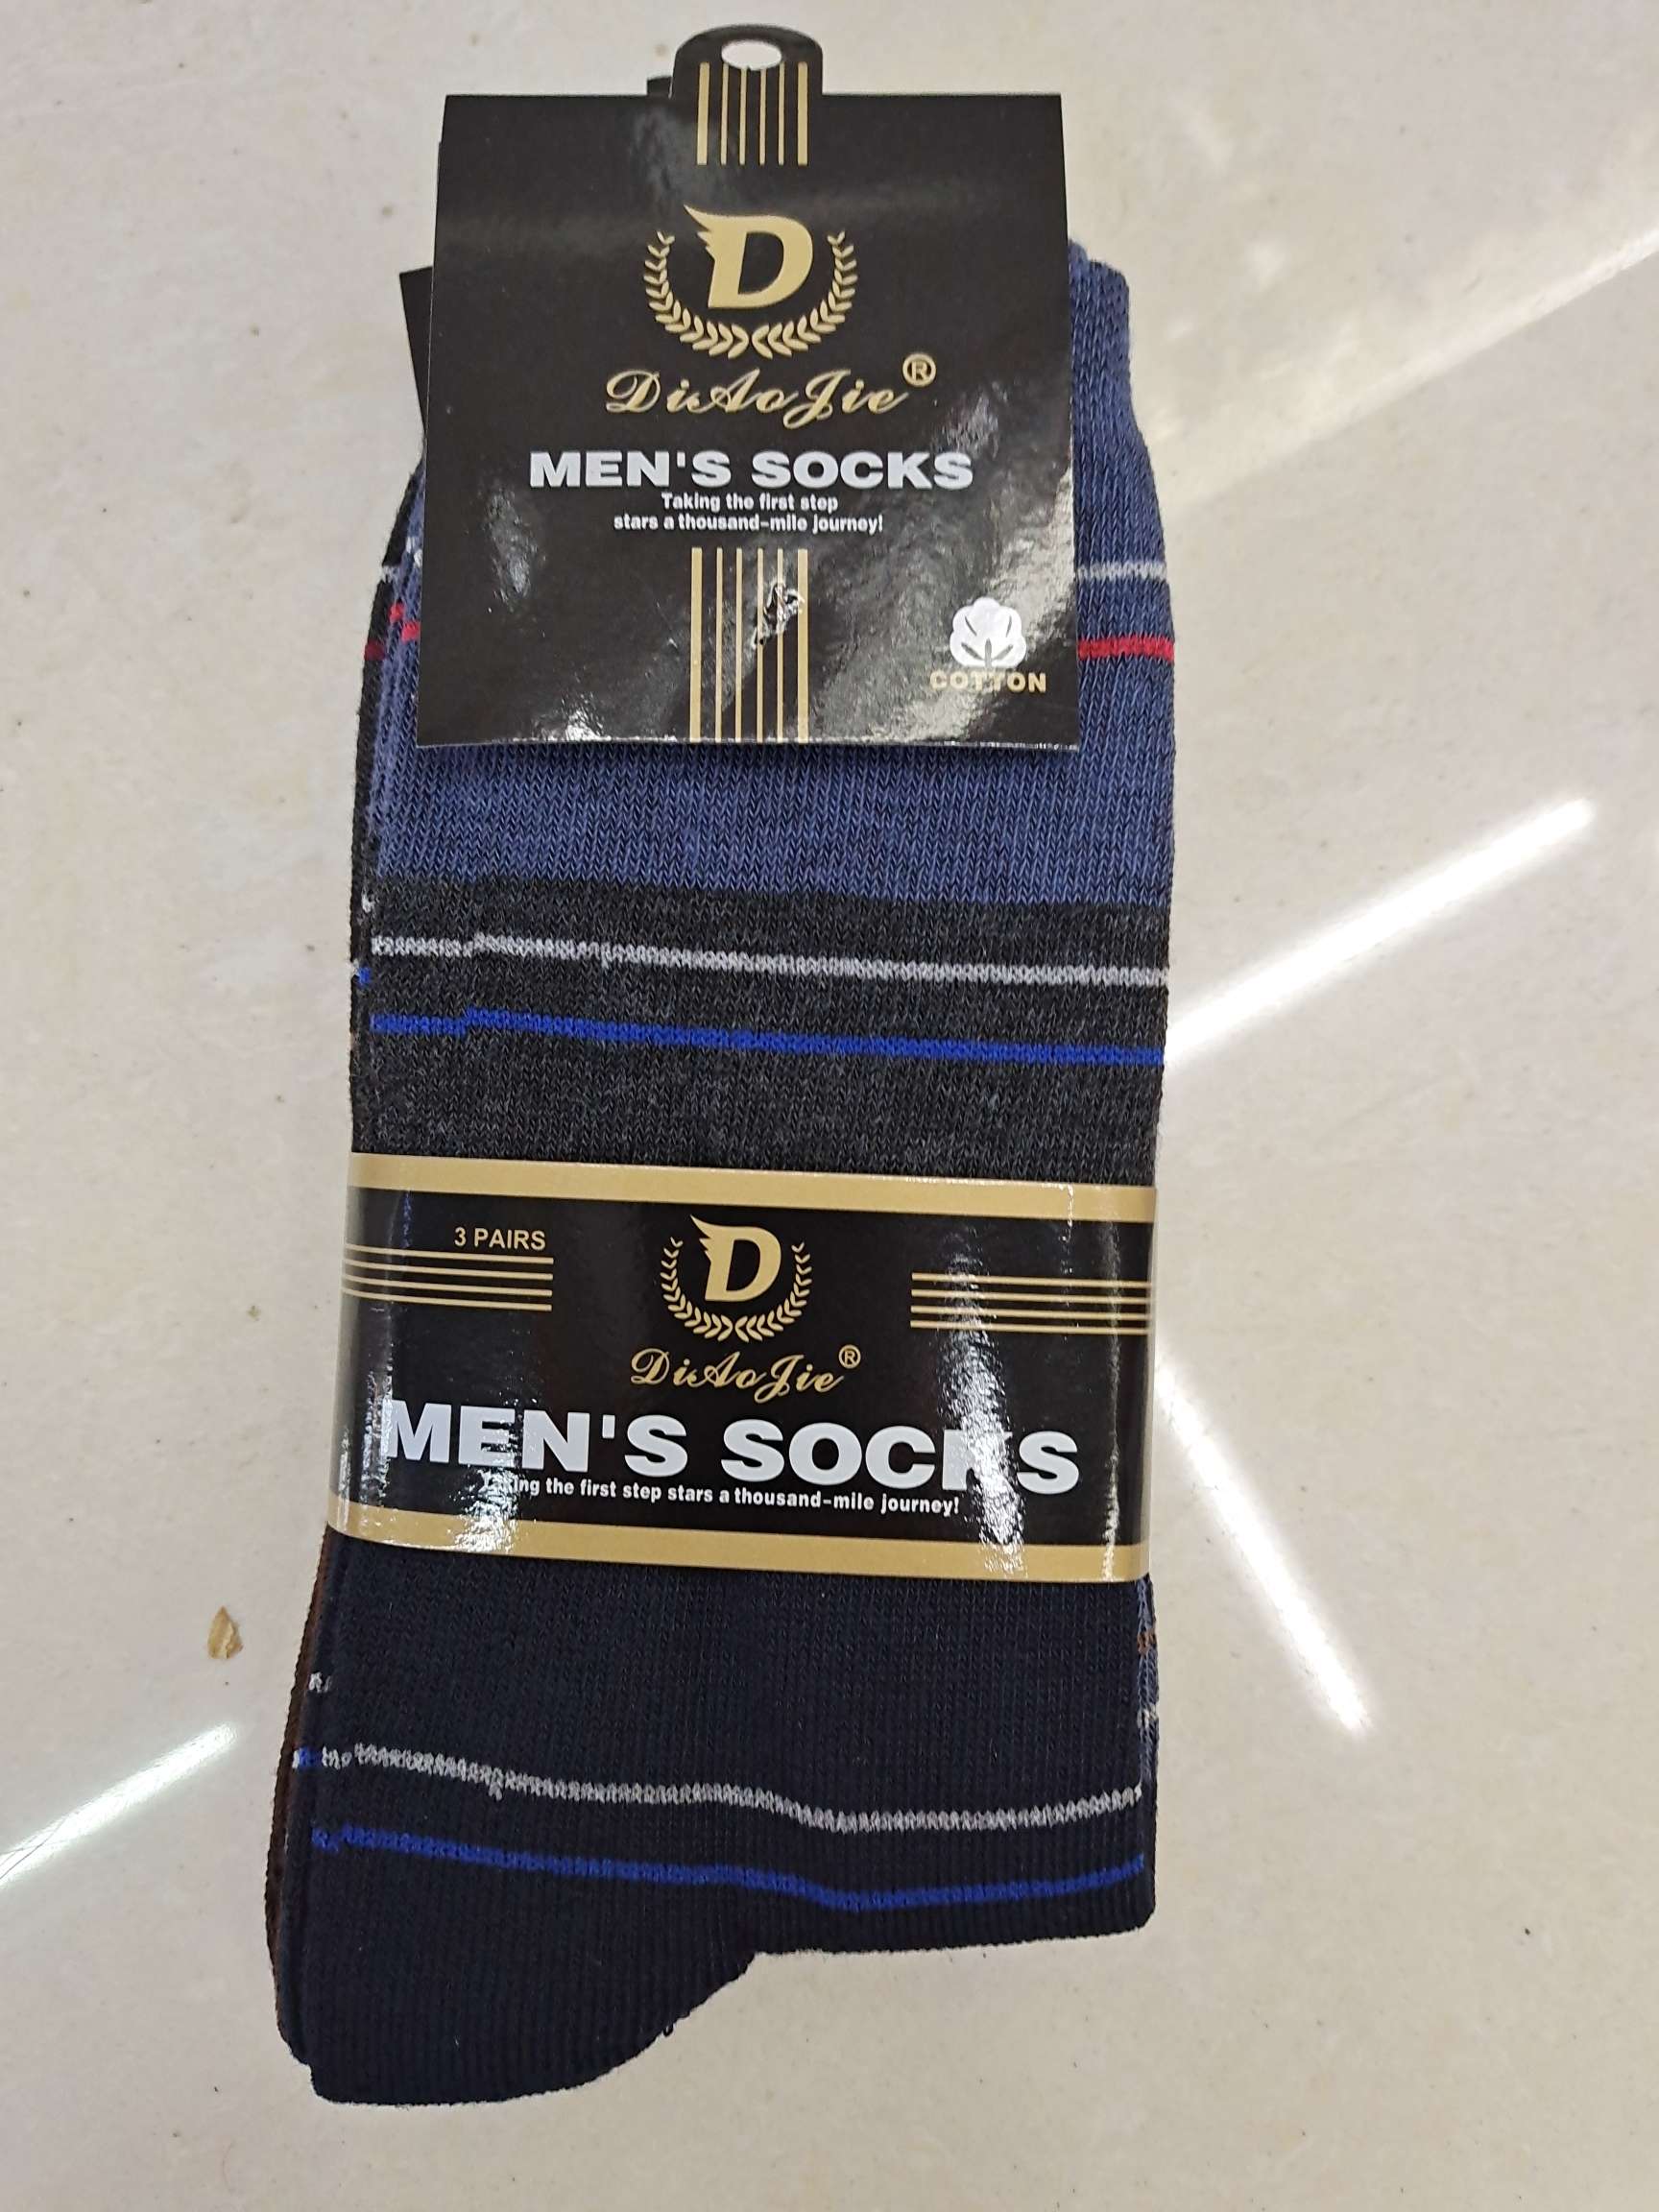 D
DiAoJie®
MEN'S SOCKS
Taking the first step
stars a thousand-mile journey!
COTTON
3 PAIRS
D
DiAoJie®
MEN'S SOCKS
the first step stars a thousand-mile journey!